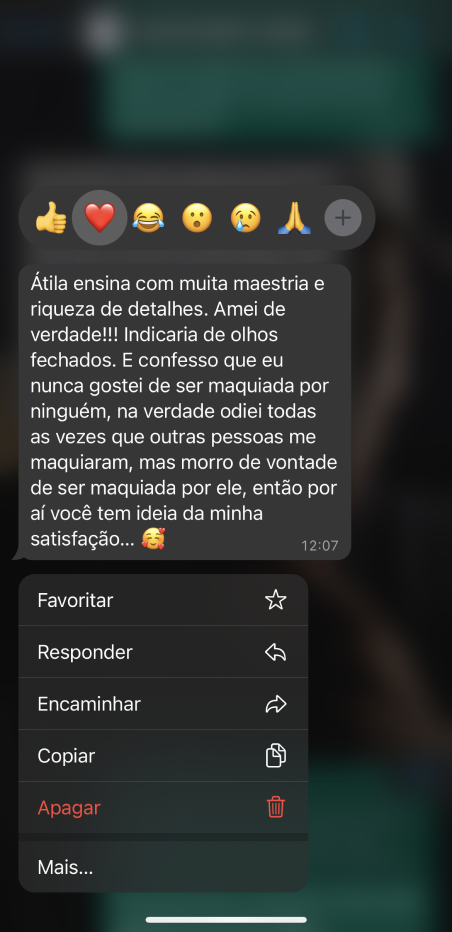 Átila ensina com muita maestria e
riqueza de detalhes. Amei de
verdade!!! Indicaria de olhos
fechados. E confesso que eu
nunca gostei de ser maquiada por
ninguém, na verdade odiei todas
as vezes que outras pessoas me
maquiaram, mas morro de vontade
de ser maquiada por ele, então por
aí você tem ideia da minha
satisfação... 🥰
12:07
Favoritar
Responder
Encaminhar
Copiar
Apagar
Mais...